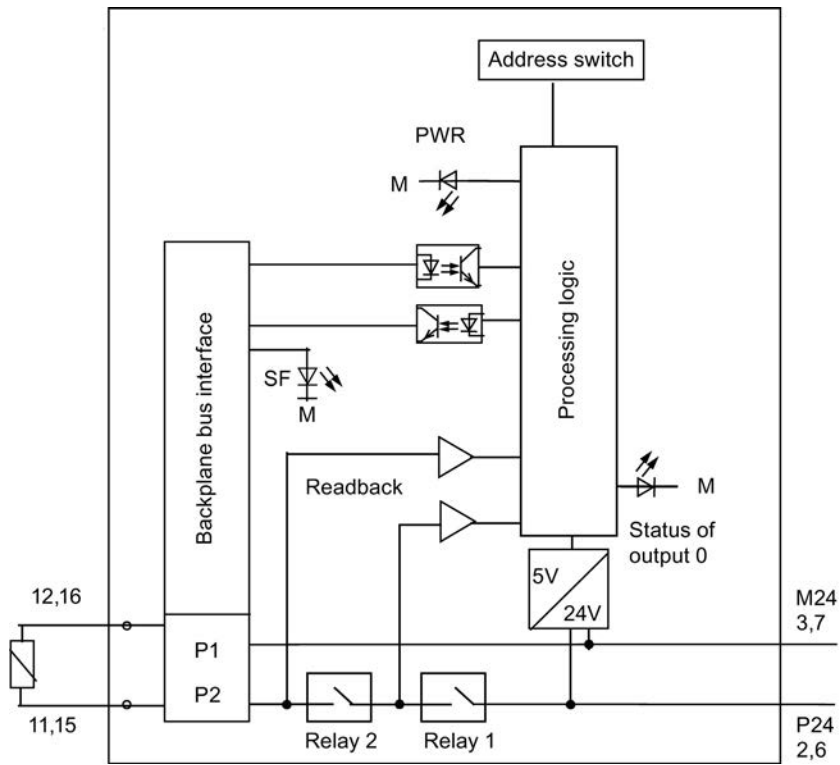 Address switch
PWR
M
Backplane bus interface
Processing logic
SF
M
Readback
M
Status of
output 0
5V
24V
12,16
M24
3,7
P1
P2
11,15
Relay 2
Relay 1
P24
2,6